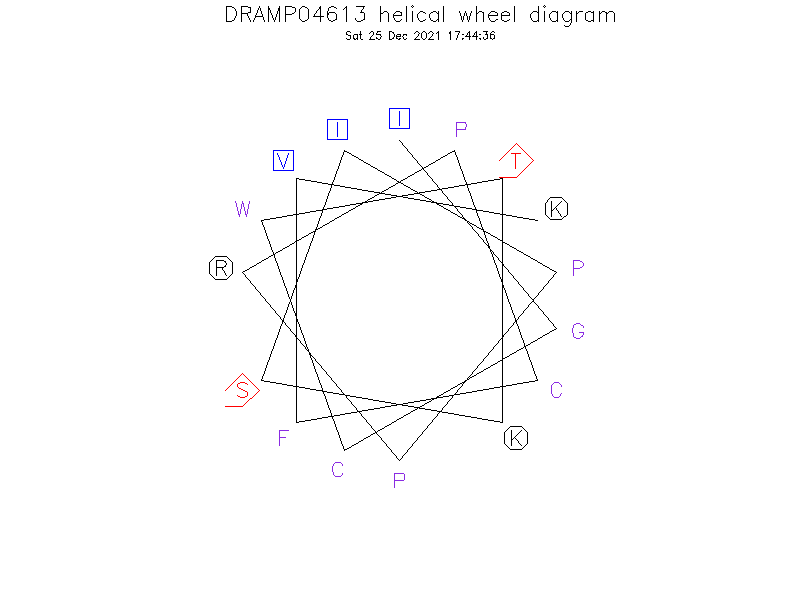 DRAMP04613 helical wheel diagram
Sat 25 Dec 2021 17:44:36
I
P
I
T
V
W
K
R
P
G
S
C
F
K
C
P